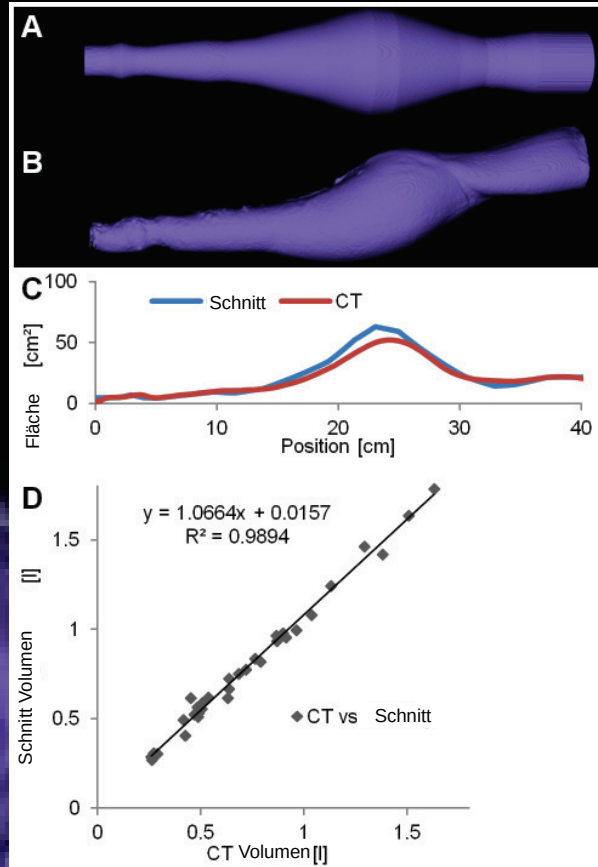 A
B
C
100
Schnitt
CT
[cm²]
50
Fläche
0
0
10
20
30
40
Position [cm]
D
y = 1.0664x + 0.0157
R² = 0.9894
1.5
[l]
1
Schnitt Volumen
0.5
CT vs Schnitt
0
0
0.5
1
1.5
CT Volumen[l]